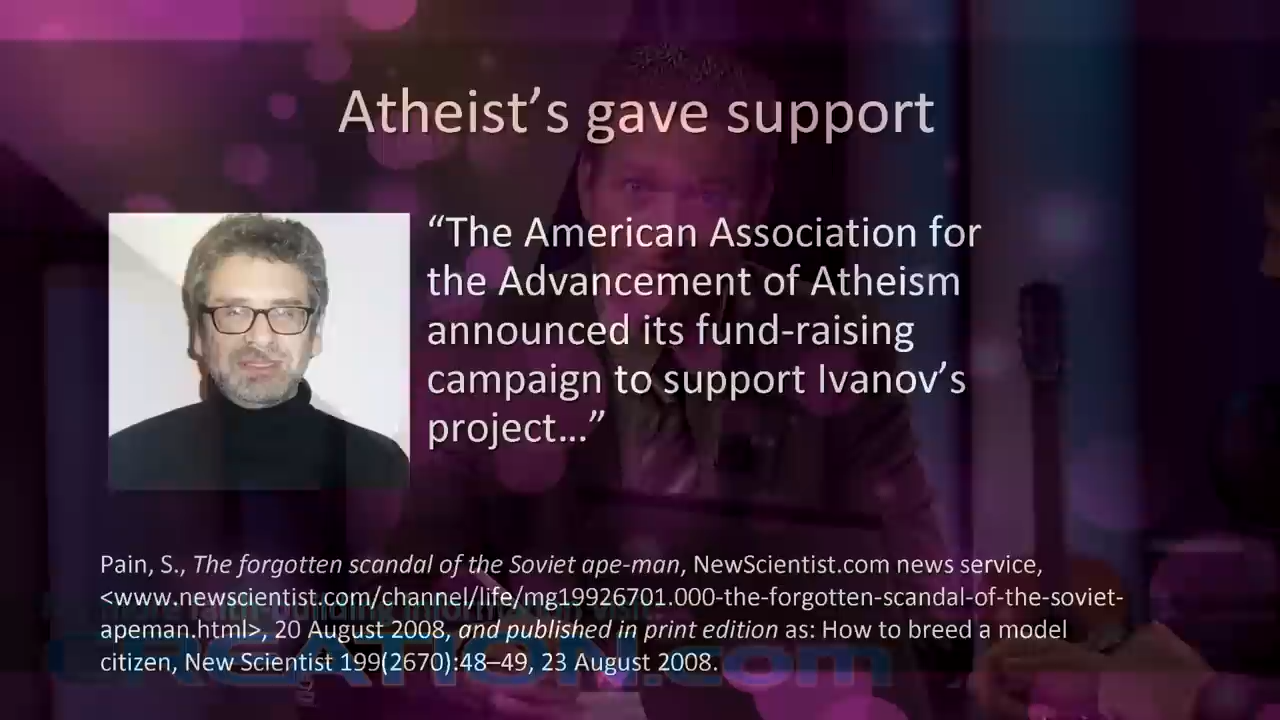 Atheist’s gave support
“The American Association for
the Advancement of Atheism
announced its fund-raising
campaign to support Ivanov’s
project…”
Pain, S., The forgotten scandal of the Soviet ape-man, NewScientist.com news service,
<www.newscientist.com/channel/life/mg19926701.000-the-forgotten-scandal-of-the-soviet-
apeman.html>, 20 August 2008, and published in print edition as: How to breed a model
citizen, New Scientist 199(2670):48–49, 23 August 2008.
CREATION.com